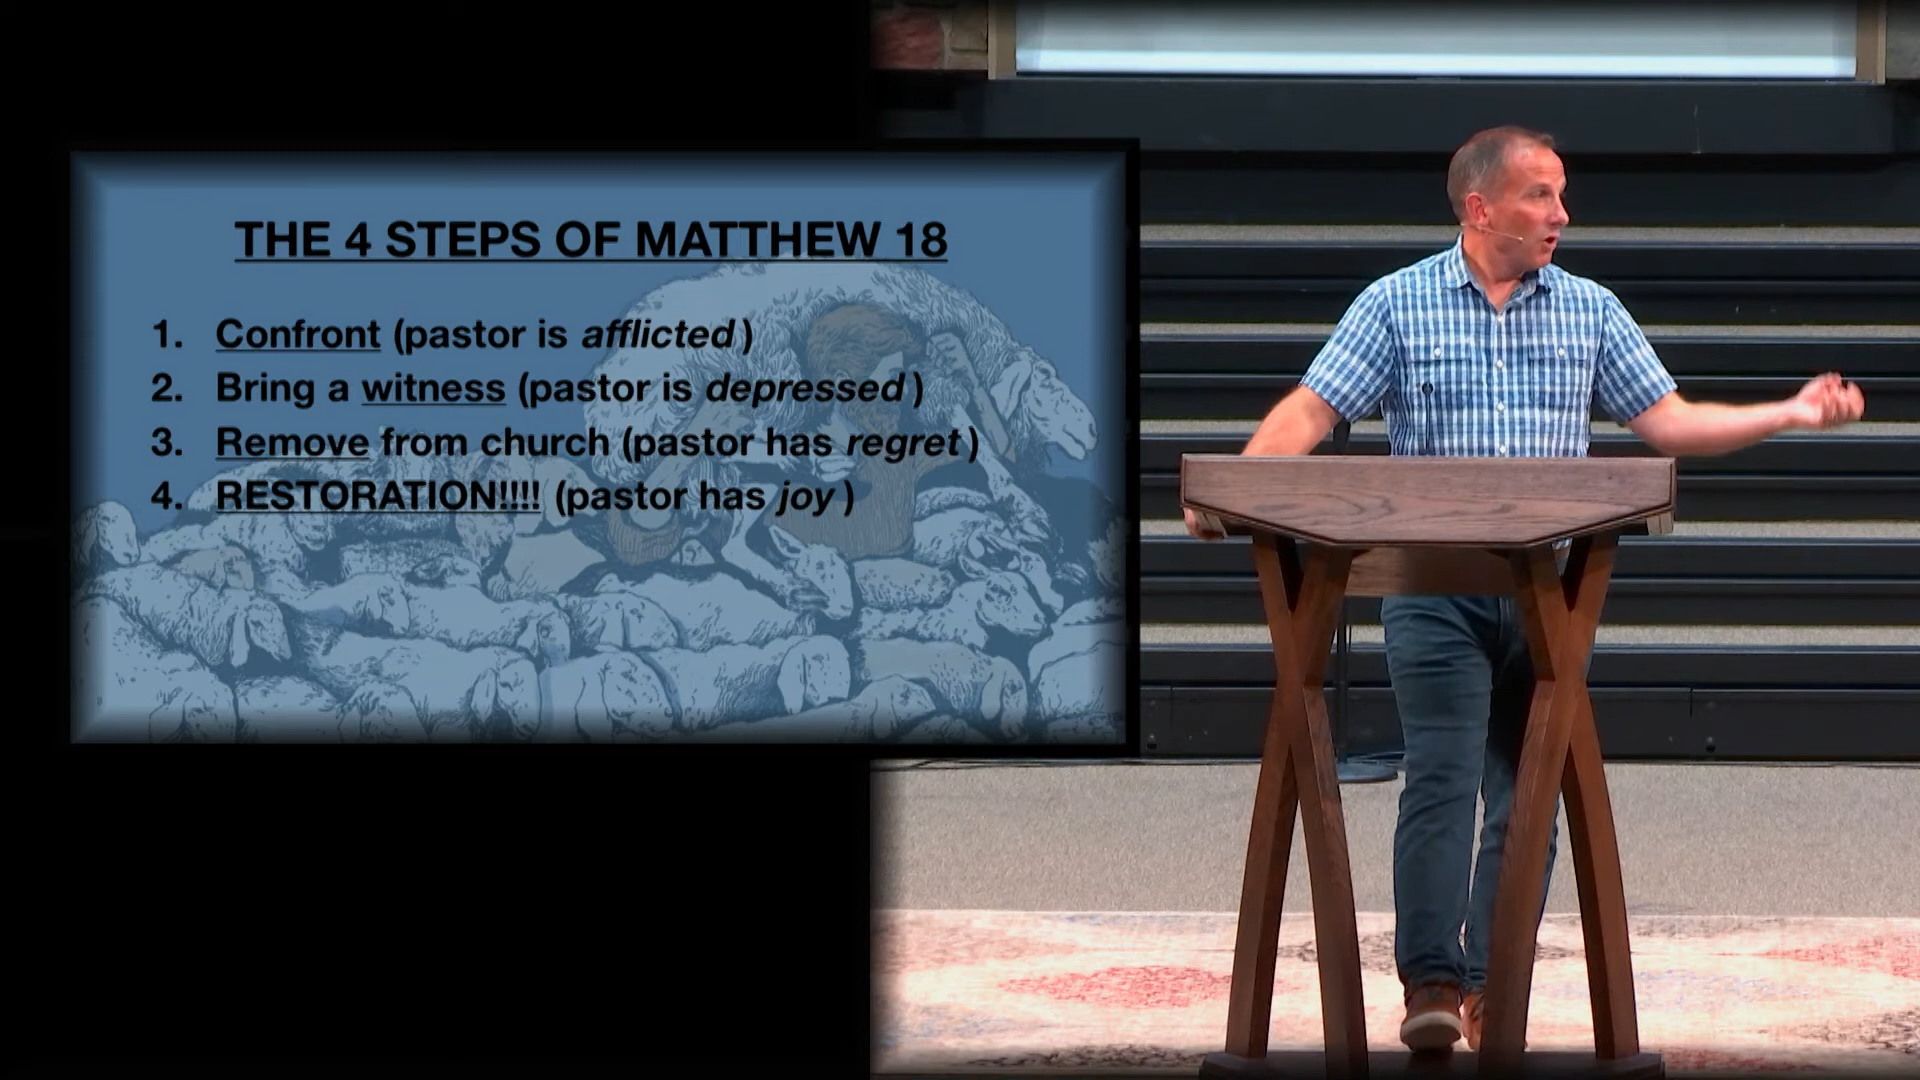 THE 4 STEPS OF MATTHEW 18
1. Confront (pastor is afflicted)
2. Bring a witness (pastor is depressed)
3. Remove from church (pastor has regret)
4. RESTORATION!!!! (pastor has joy)